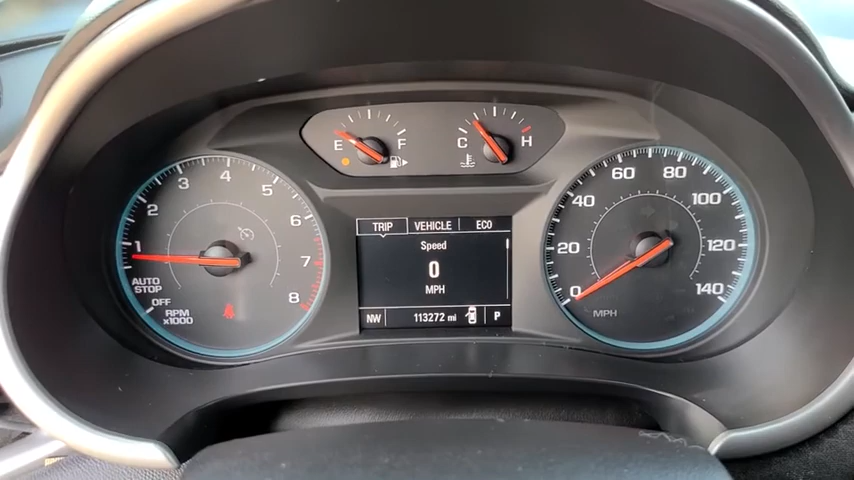 E F
C H
1 2 3 4 5 6 7 8
AUTO
STOP
OFF
RPM
x1000
TRIP VEHICLE ECO
Speed
0
MPH
NW 113272 mi P
0 20 40 60 80 100 120 140
MPH